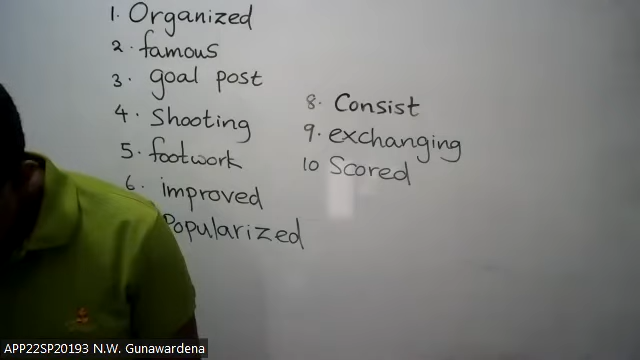 1. Organized
2. famous
3. goal post
4. Shooting
5. footwork
6. improved
Popularized
8. Consist
9. exchanging
10 Scored
APP22SP20193 N.W. Gunawardena